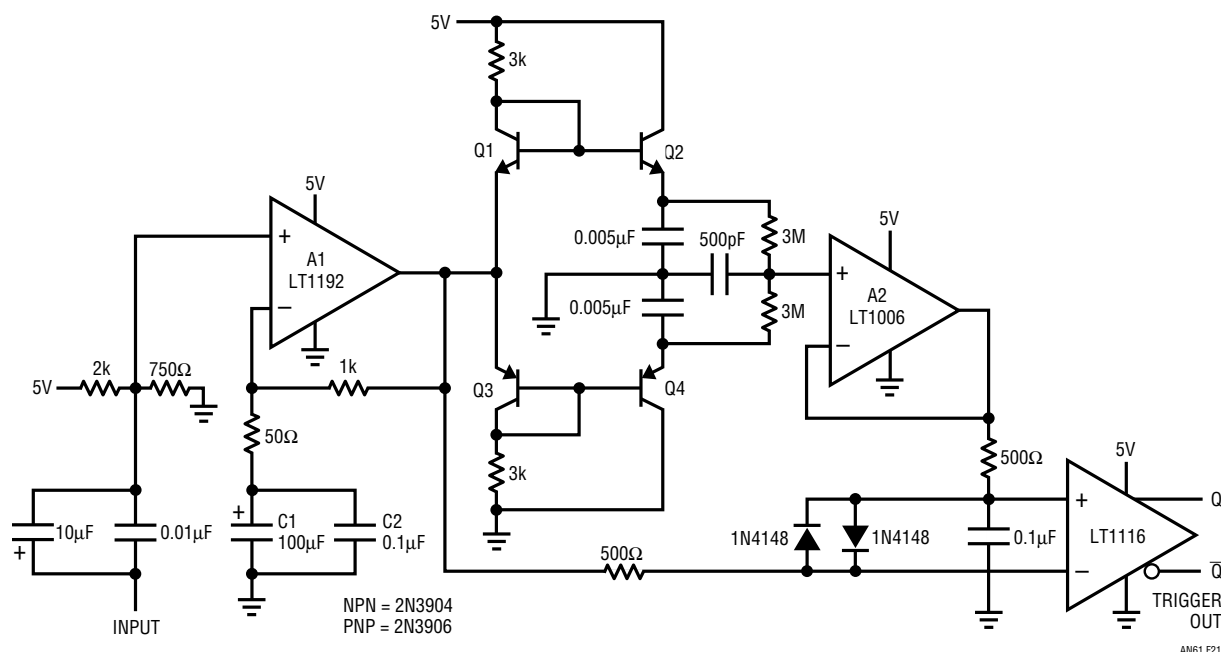 5V
3k
Q1
Q2
5V
+
A1
LT1192
−
0.005µF
500pF
3M
5V
+
A2
LT1006
−
0.005µF
3M
2k
750Ω
5V
1k
Q3
Q4
50Ω
500Ω
3k
5V
+
Q
10µF
+
0.01µF
+
C1
100µF
C2
0.1µF
1N4148
1N4148
0.1µF
LT1116
500Ω
−
Q̅
TRIGGER
OUT
INPUT
NPN = 2N3904
PNP = 2N3906
AN61 F21